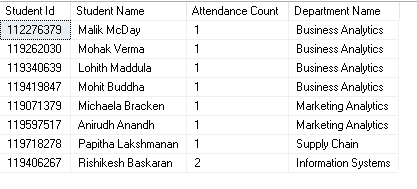 Student Id Student Name Attendance Count Department Name
112276379 Malik McDay 1 Business Analytics
119262030 Mohak Verma 1 Business Analytics
119340639 Lohith Maddula 1 Business Analytics
119419847 Mohit Buddha 1 Business Analytics
119071379 Michaela Bracken 1 Marketing Analytics
119597517 Anirudh Anandh 1 Marketing Analytics
119718278 Papitha Lakshmanan 1 Supply Chain
119406267 Rishikesh Baskaran 2 Information Systems